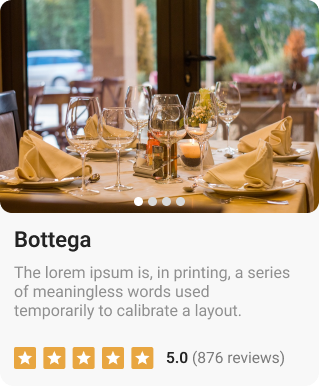 Bottega
The lorem ipsum is, in printing, a series
of meaningless words used
temporarily to calibrate a layout.
5.0 (876 reviews)